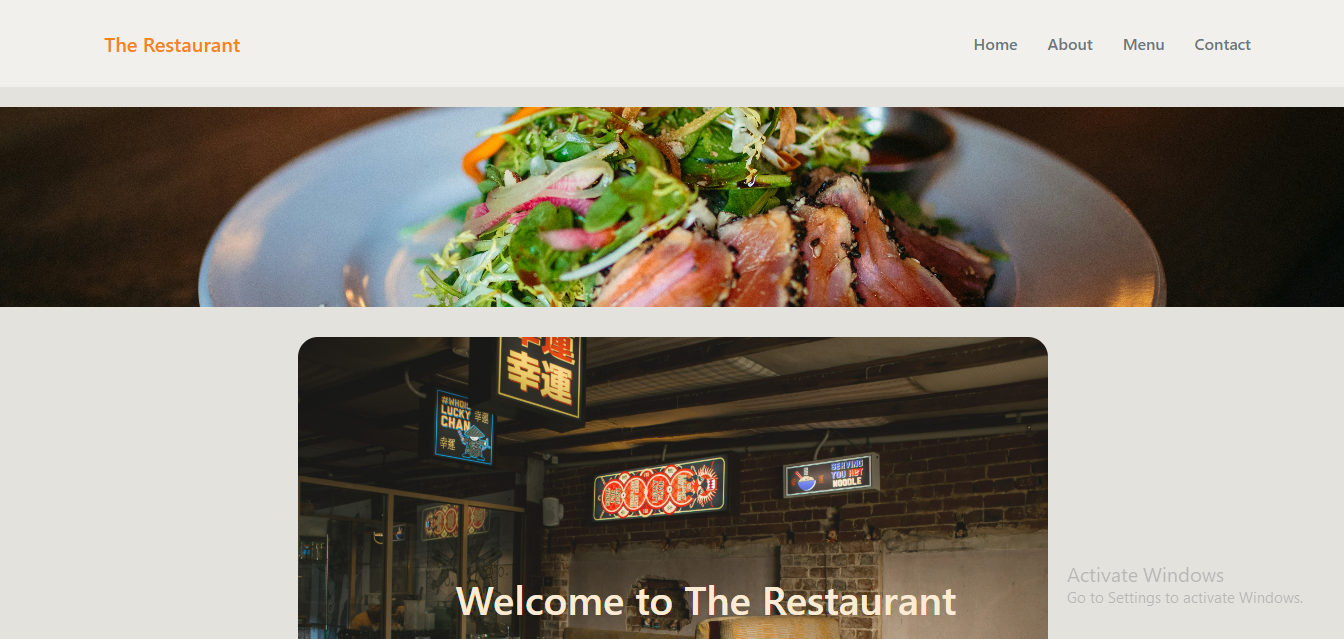 The Restaurant
Home About Menu Contact
幸運
幸運
#WHOIS
LUCKY
CHAN
幸運
幸運
SERVING
YOU HOT
NOODLE
Welcome to The Restaurant
Activate Windows
Go to Settings to activate Windows.